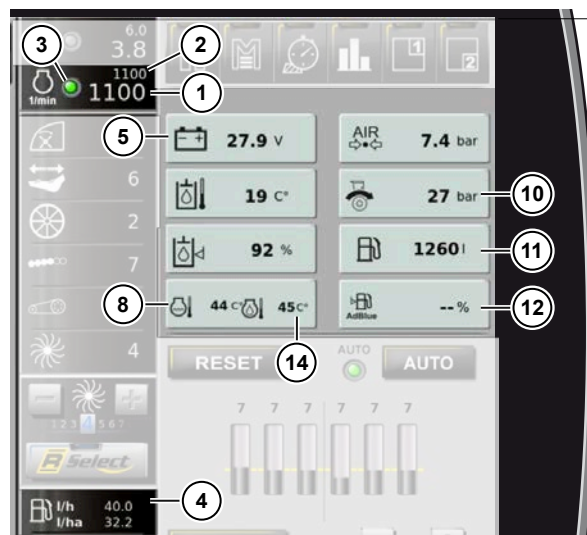 6.0
3.8
3
2
1100
1100
1
1/min
5
27.9 V
AIR
7.4 bar
6
19 C°
27 bar
10
2
92 %
1260 l
11
7
8
44 C°
45 C°
AdBlue
-- %
12
4
14
RESET
AUTO
AUTO
1 2 3 4 5 6 7
7 7 7 7 7 7
R Select
l/h 40.0
l/ha 32.2
4
1
2